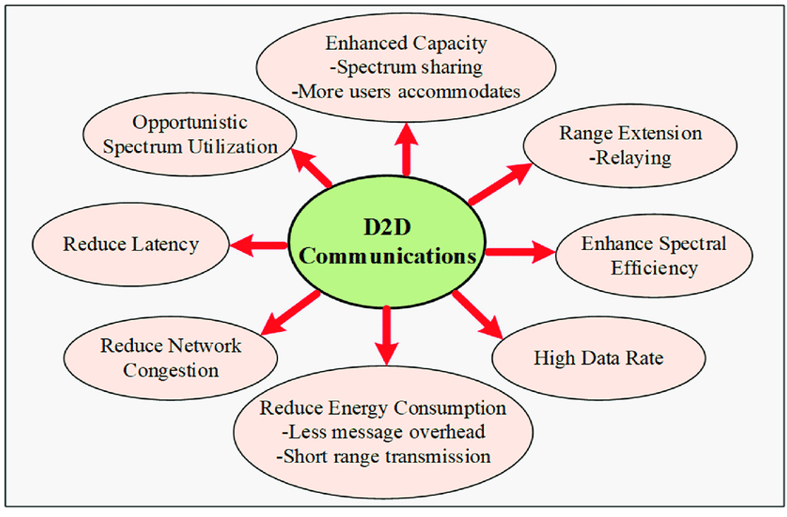 Enhanced Capacity
-Spectrum sharing
-More users accommodates
Opportunistic
Spectrum Utilization
Range Extension
-Relaying
D2D
Communications
Reduce Latency
Enhance Spectral
Efficiency
Reduce Network
Congestion
High Data Rate
Reduce Energy Consumption
-Less message overhead
-Short range transmission